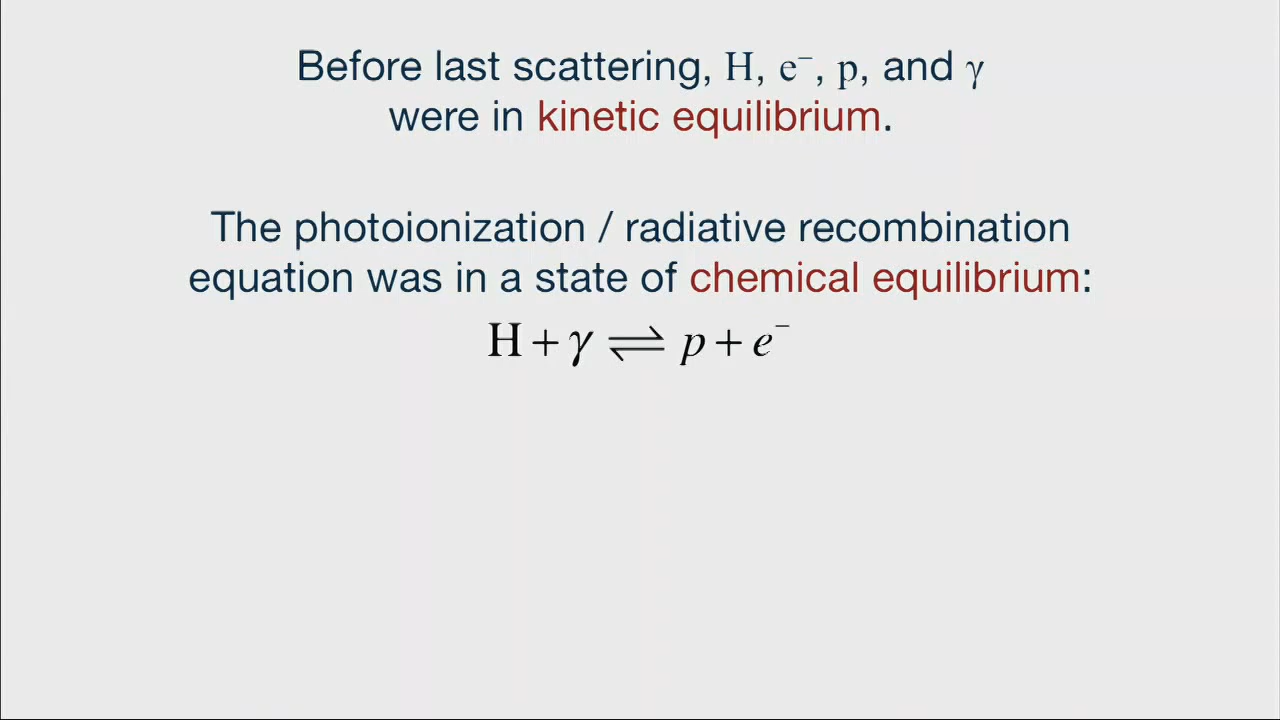 Before last scattering, H, e⁻, p, and γ
were in kinetic equilibrium.
The photoionization / radiative recombination
equation was in a state of chemical equilibrium:
H + γ ⇌ p + e⁻